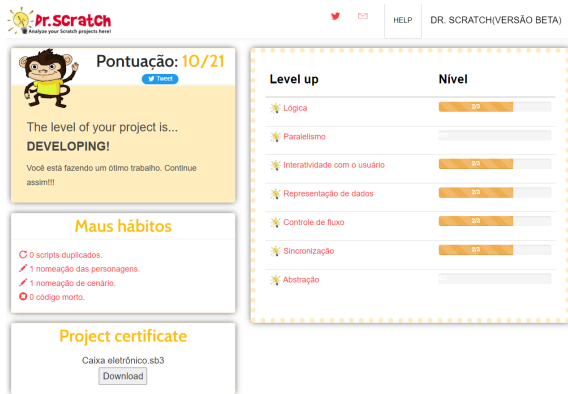 Dr.Scratch
Analyze your Scratch projects here!
HELP
DR. SCRATCH(VERSÃO BETA)
Pontuação: 10/21
Tweet
The level of your project is...
DEVELOPING!
Você está fazendo um ótimo trabalho. Continue
assim!!!
Maus hábitos
0 scripts duplicados.
1 nomeação das personagens.
1 nomeação de cenário.
0 código morto.
Project certificate
Caixa eletrônico.sb3
Download
Level up Nível
Lógica 2/3
Paralelismo
Interatividade com o usuário 2/3
Representação de dados 2/3
Controle de fluxo 2/3
Sincronização 2/3
Abstração